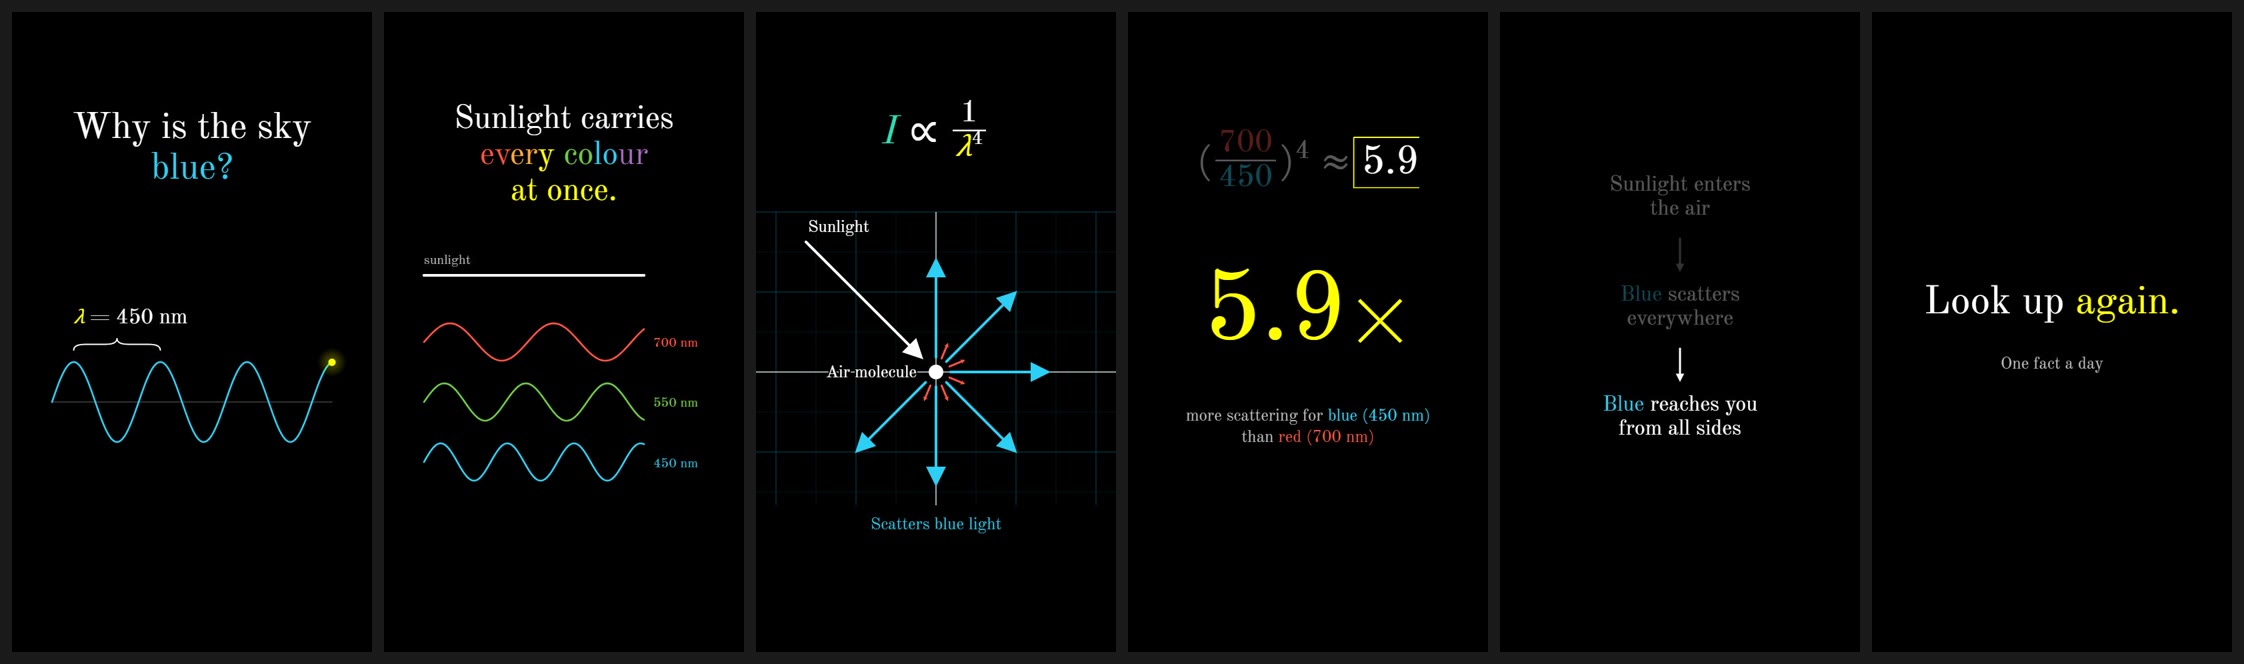 Why is the sky
blue?
λ = 450 nm
Sunlight carries
every colour
at once.
sunlight
700 nm
550 nm
450 nm
I ∝ 1/λ⁴
Sunlight
Air-molecule
Scatters blue light
(700/450)⁴ ≈ 5.9
5.9×
more scattering for blue (450 nm)
than red (700 nm)
Sunlight enters
the air
Blue scatters
everywhere
Blue reaches you
from all sides
Look up again.
One fact a day